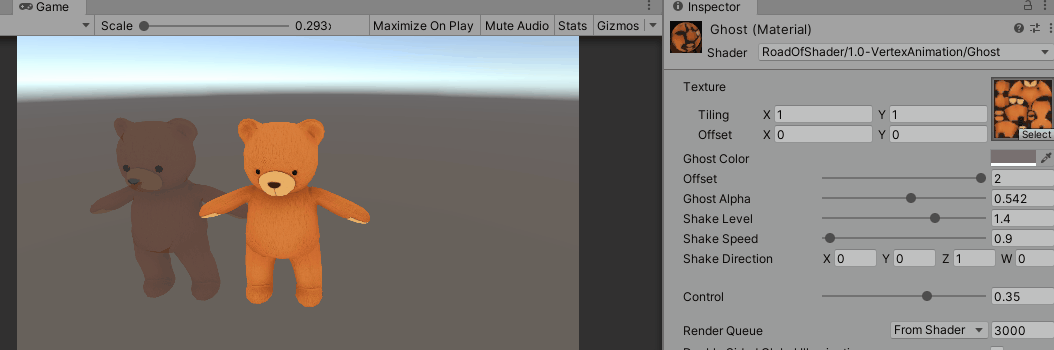 Game
Inspector
Scale 0.293x Maximize On Play Mute Audio Stats Gizmos
Ghost (Material)
Shader RoadOfShader/1.0-VertexAnimation/Ghost
Texture
Tiling X 1 Y 1
Offset X 0 Y 0
Select
Ghost Color
Offset 2
Ghost Alpha 0.542
Shake Level 1.4
Shake Speed 0.9
Shake Direction X 0 Y 0 Z 1 W 0
Control 0.35
Render Queue From Shader 3000